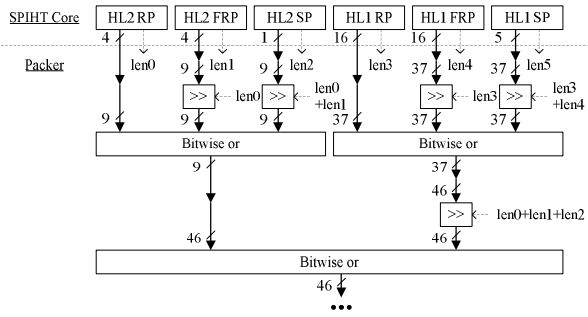 SPIHT Core HL2 RP HL2 FRP HL2 SP HL1 RP HL1 FRP HL1 SP
4 4 1 16 16 5
Packer len0 len1 len2 len3 len4 len5
9 9 37 37
>> len0 >> len0 +len1 >> len3 >> len3 +len4
9 9 9 37 37 37
Bitwise or Bitwise or
9 37
46
>> len0+len1+len2
46 46
Bitwise or
46
•••